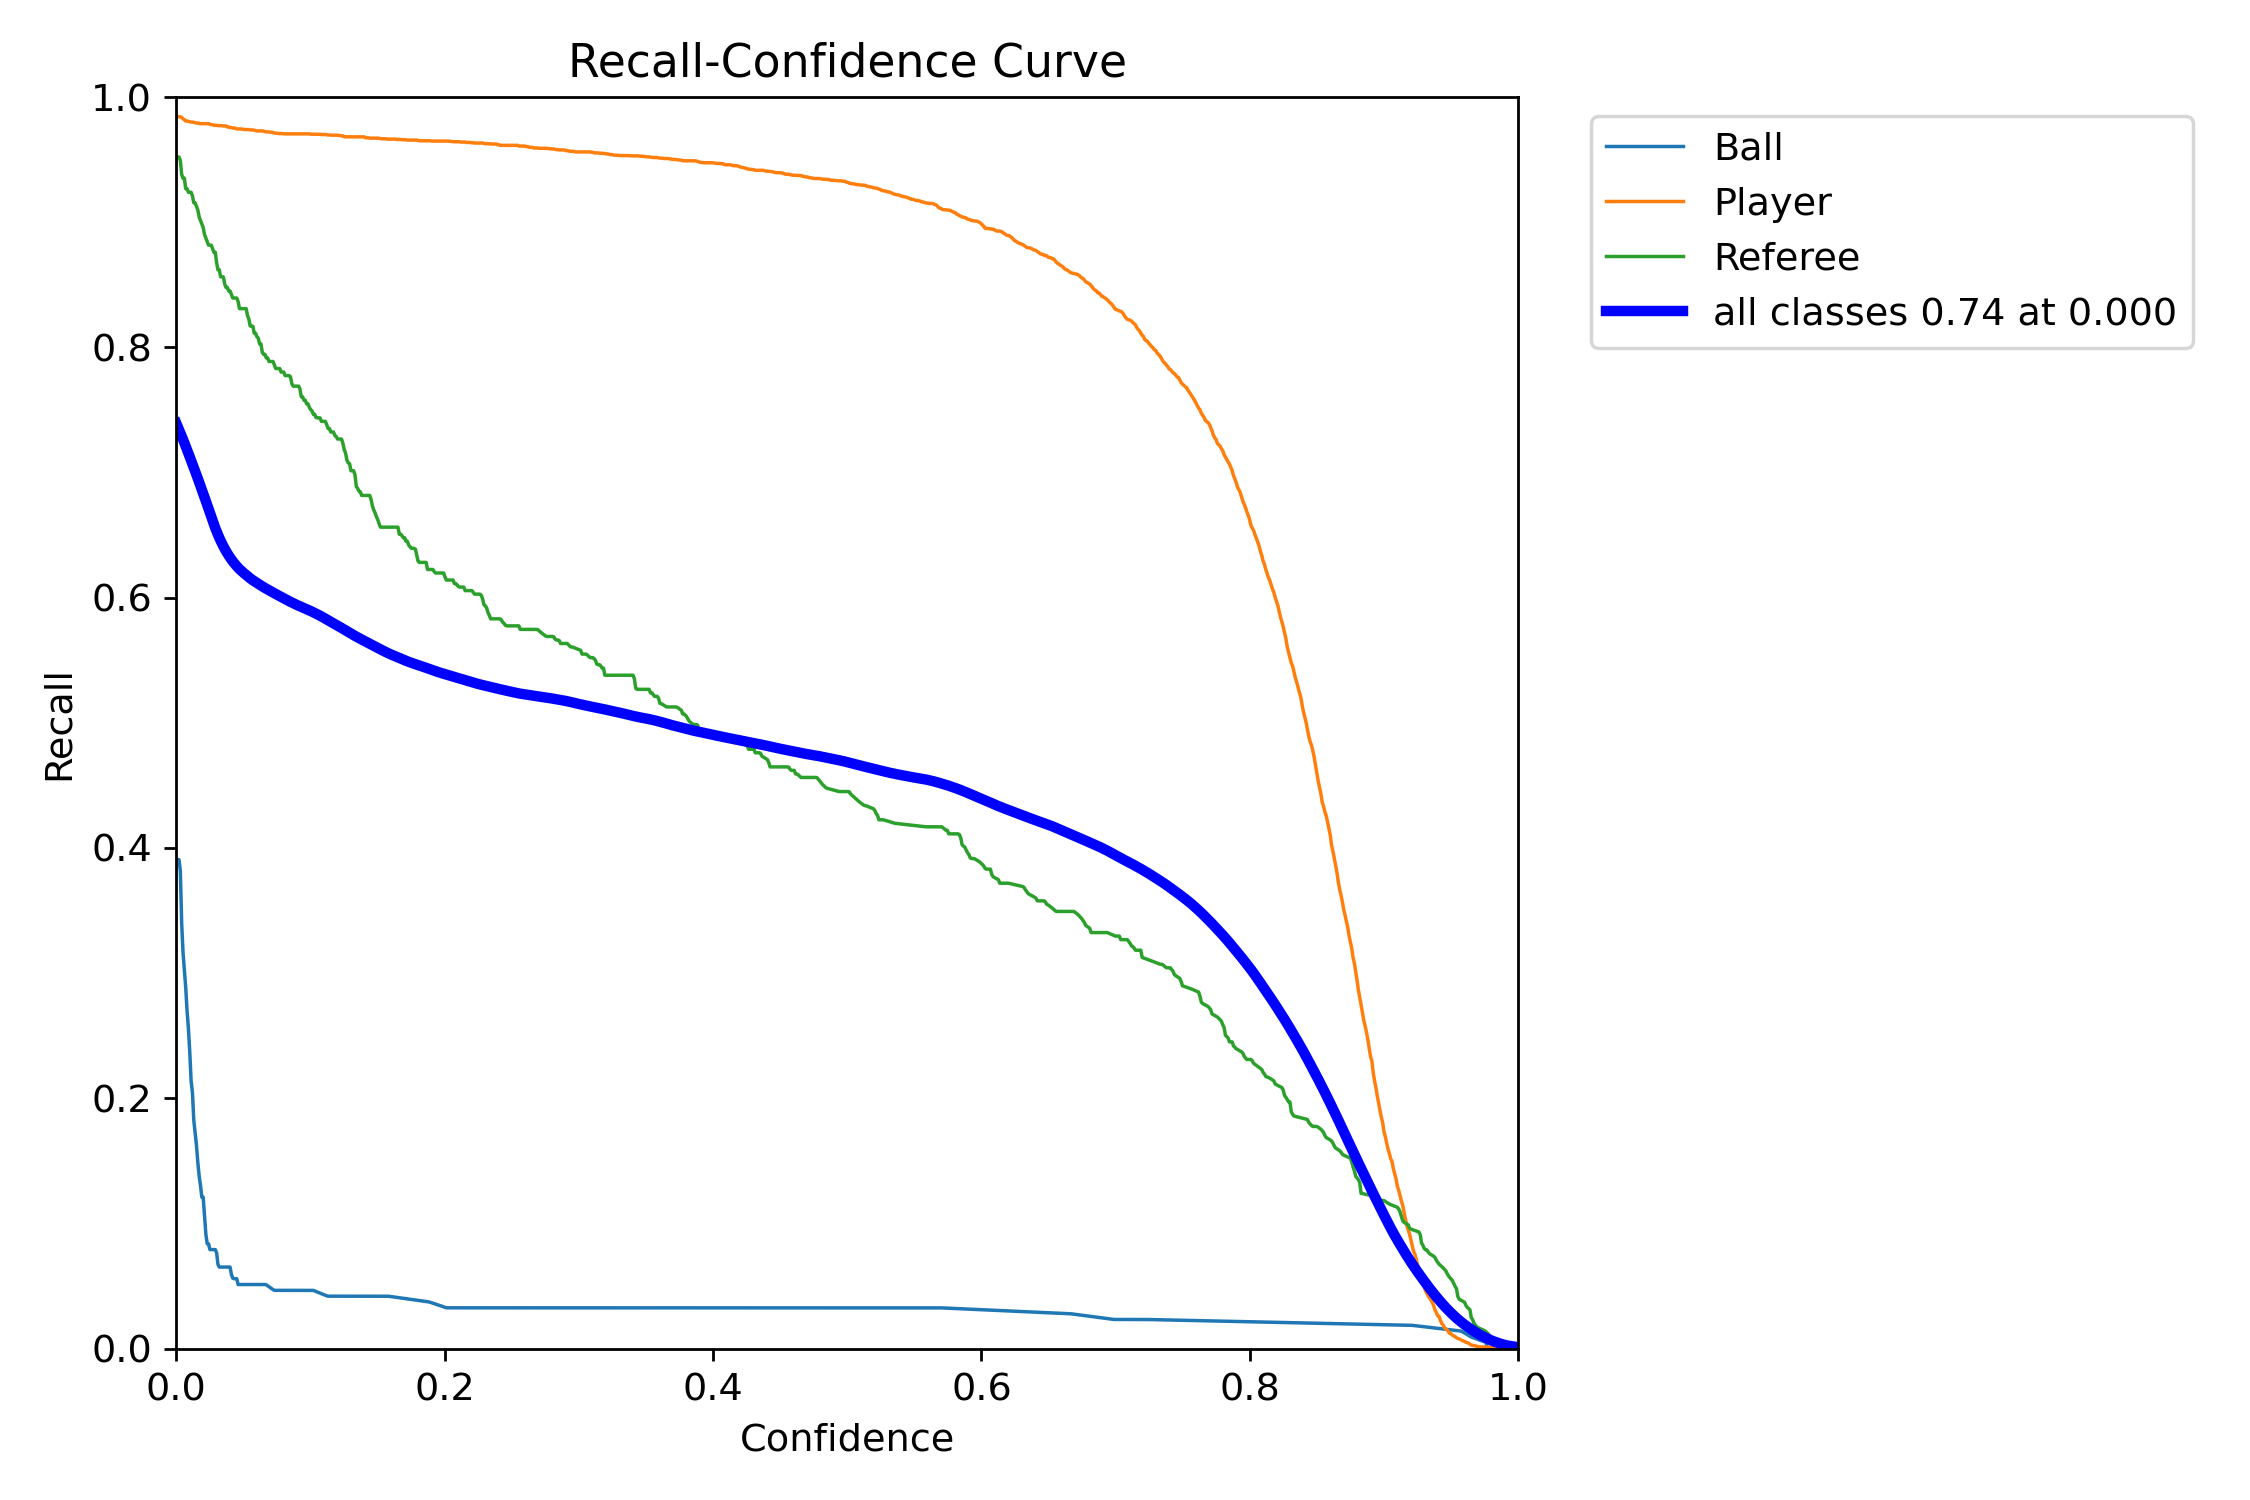 Recall-Confidence Curve
1.0
0.8
0.6
0.4
0.2
0.0
Recall
0.0 0.2 0.4 0.6 0.8 1.0
Confidence
Ball
Player
Referee
all classes 0.74 at 0.000